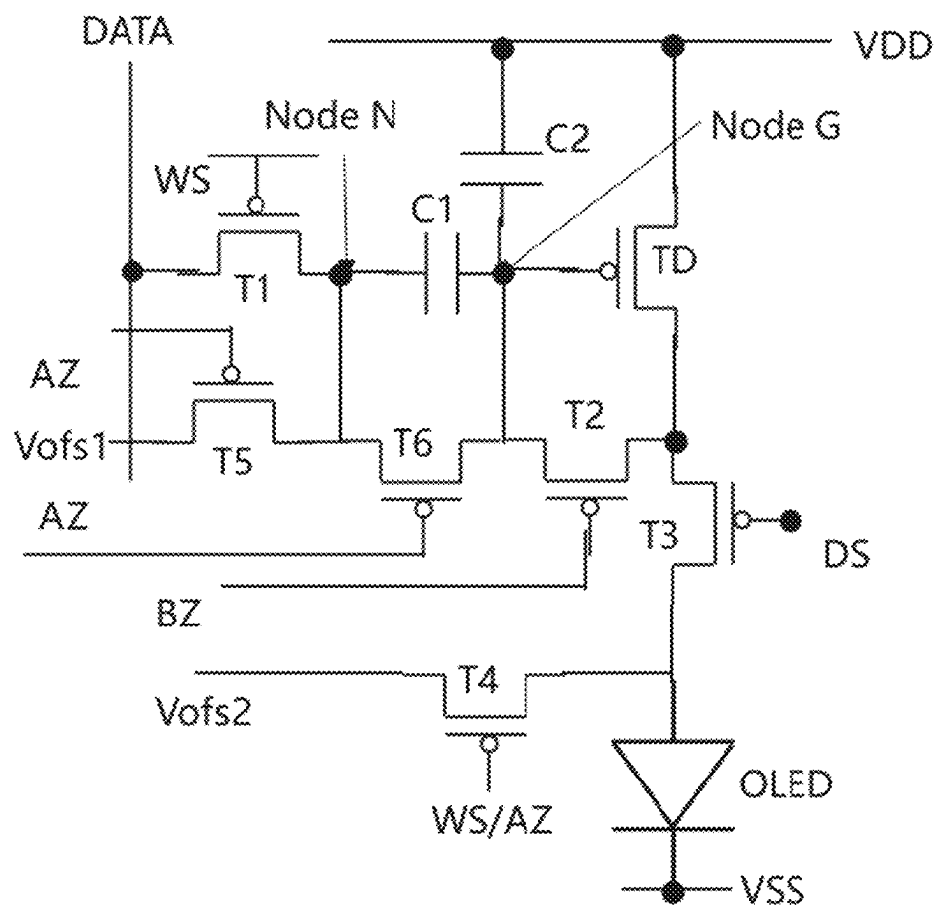 DATA
VDD
Node N
Node G
C2
WS
C1
T1
TD
AZ
T5
T6
T2
Vofs1
AZ
T3
DS
BZ
T4
Vofs2
OLED
WS/AZ
VSS